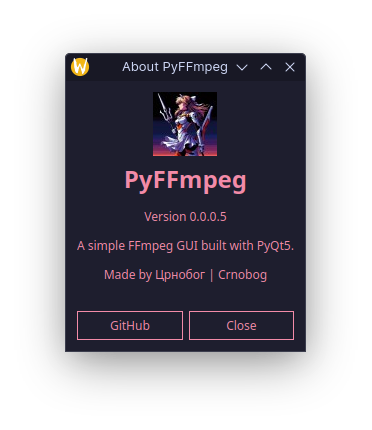 About PyFFmpeg
PyFFmpeg
Version 0.0.0.5
A simple FFmpeg GUI built with PyQt5.
Made by Црнобог | Crnobog
GitHub
Close